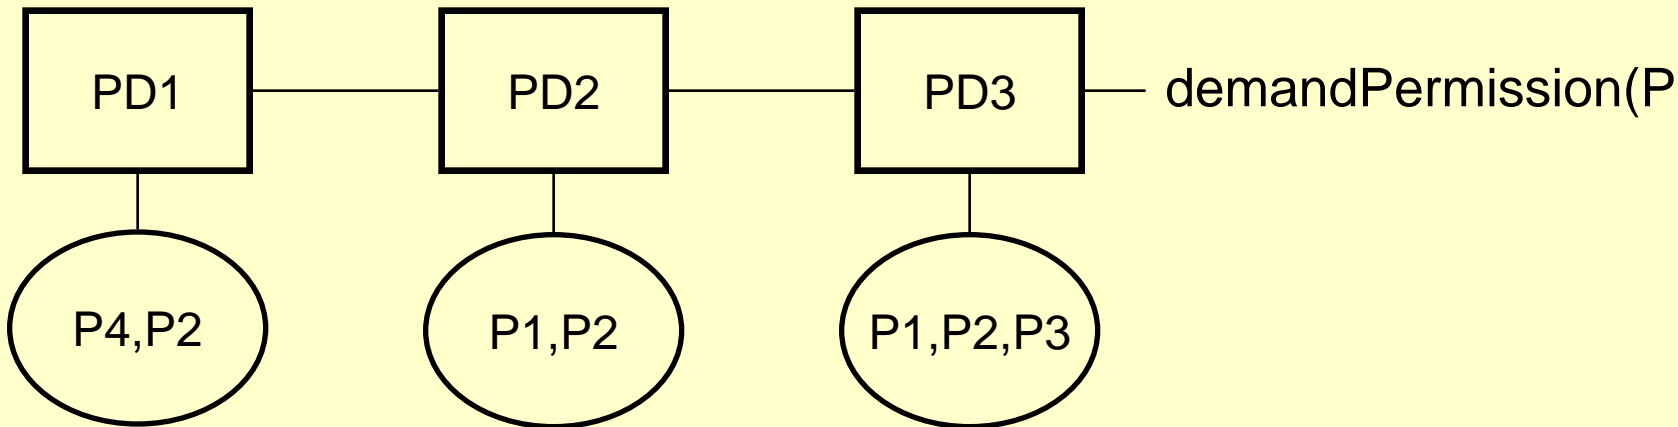 PD1
PD2
PD3
demandPermission(P
P4,P2
P1,P2
P1,P2,P3